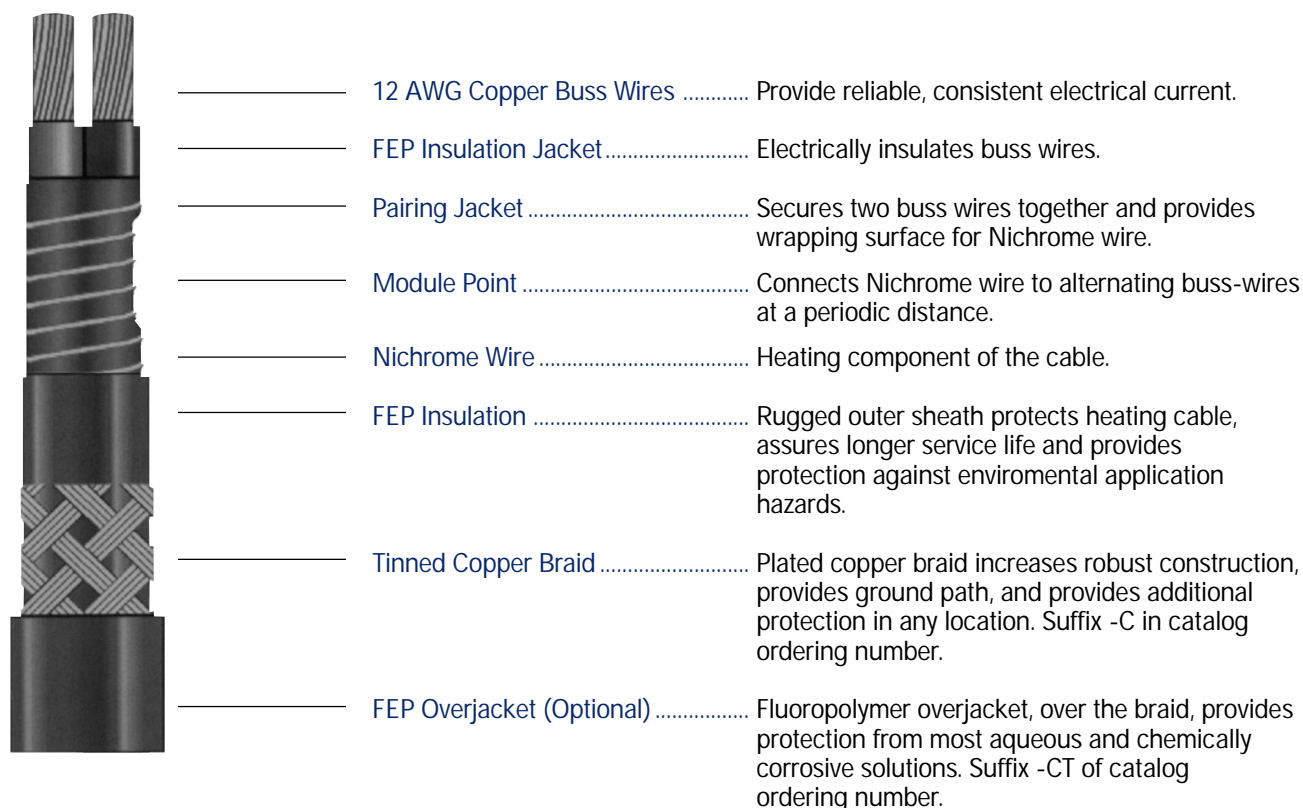 12 AWG Copper Buss Wires ............ Provide reliable, consistent electrical current.
FEP Insulation Jacket ........................... Electrically insulates buss wires.
Pairing Jacket ......................................... Secures two buss wires together and provides
wrapping surface for Nichrome wire.
Module Point .......................................... Connects Nichrome wire to alternating buss-wires
at a periodic distance.
Nichrome Wire ....................................... Heating component of the cable.
FEP Insulation ........................................ Rugged outer sheath protects heating cable,
assures longer service life and provides
protection against enviromental application
hazards.
Tinned Copper Braid ............................ Plated copper braid increases robust construction,
provides ground path, and provides additional
protection in any location. Suffix -C in catalog
ordering number.
FEP Overjacket (Optional) ................. Fluoropolymer overjacket, over the braid, provides
protection from most aqueous and chemically
corrosive solutions. Suffix -CT of catalog
ordering number.